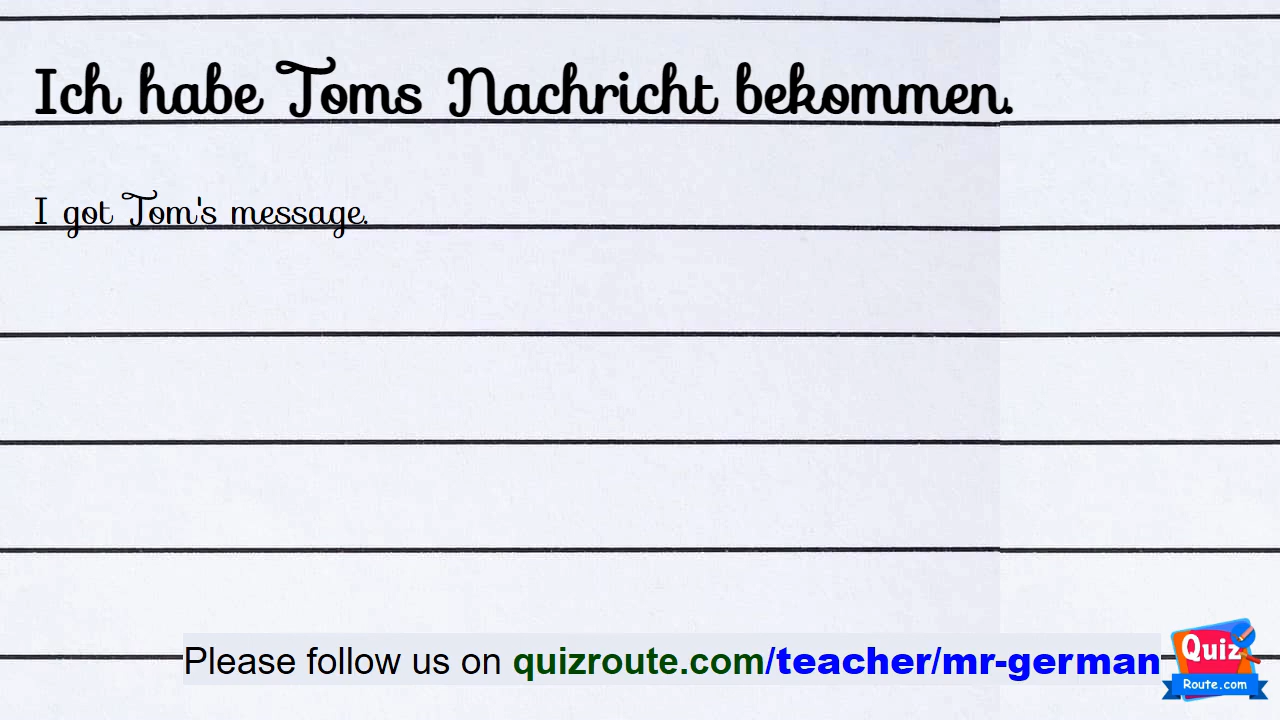 Ich habe Toms Nachricht bekommen.
I got Tom's message.
Please follow us on quizroute.com/teacher/mr-german
Quiz
Route.com